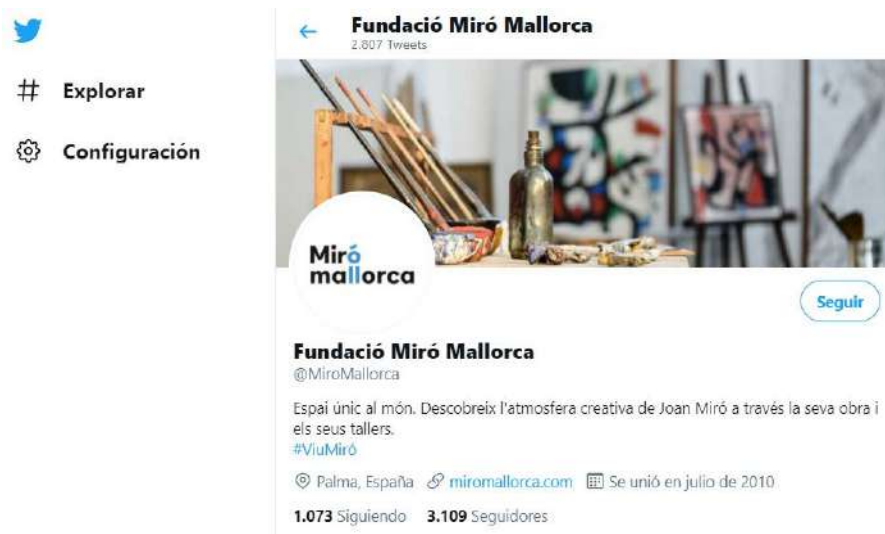 Explorar
Configuración
Fundació Miró Mallorca
2.807 Tweets
Miró
mallorca
Seguir
Fundació Miró Mallorca
@MiroMallorca
Espai únic al món. Descobreix l'atmosfera creativa de Joan Miró a través la seva obra i
els seus tallers.
#ViuMiró
Palma, España miromallorca.com Se unió en julio de 2010
1.073 Siguiendo 3.109 Seguidores